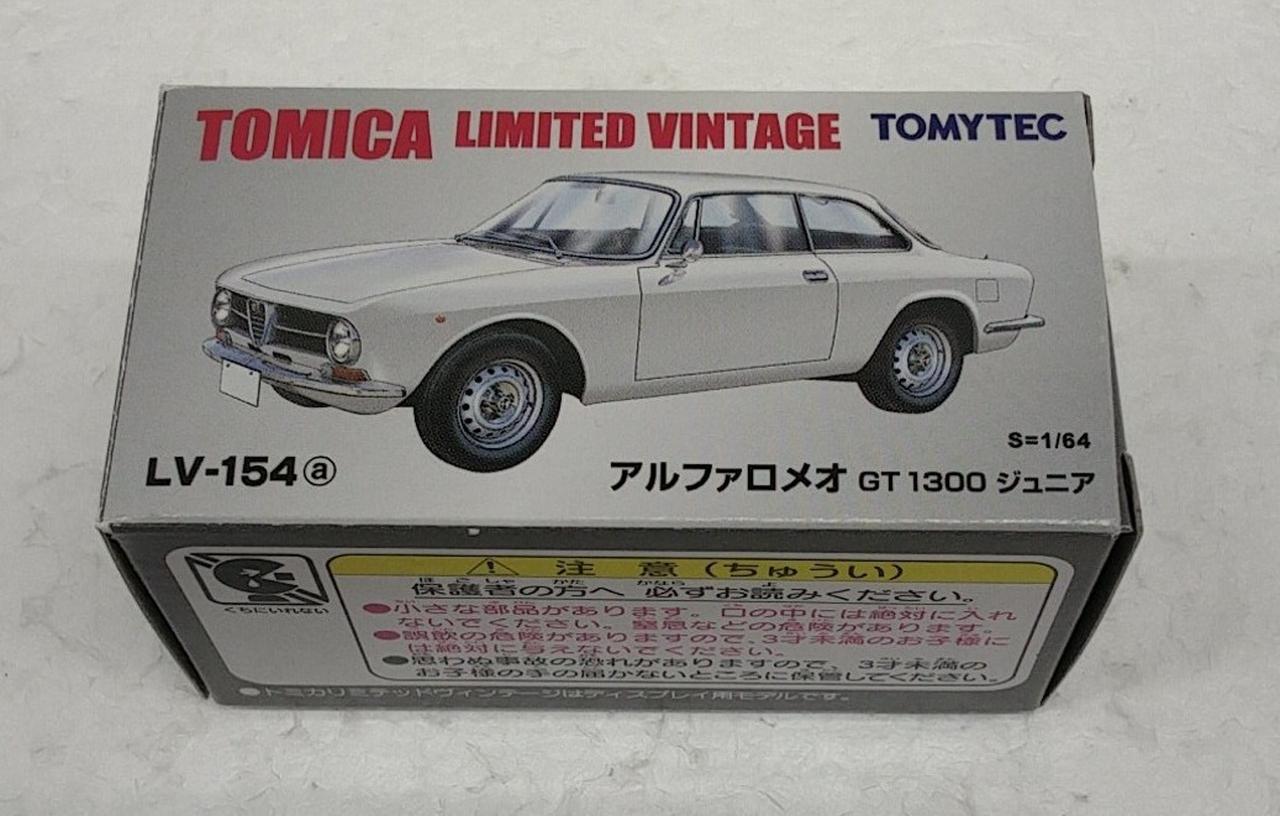 TOMICA LIMITED VINTAGE TOMYTEC
S=1/64
LV-154ⓐ アルファロメオ GT 1300 ジュニア
⚠ 注 意 (ちゅうい)
くちにいれない
保護者の方へ 必ずお読みください。
●小さな部品があります。口の中には絶対に入れ
ないでください。窒息などの危険があります。
●誤飲の危険がありますので、3才未満のお子様に
は絶対に与えないでください。
●思わぬ事故の恐れがありますので、3才未満の
お子様の手の届かないところに保管してください。
●トミカリミテッドヴィンテージはディスプレイ用モデルです。